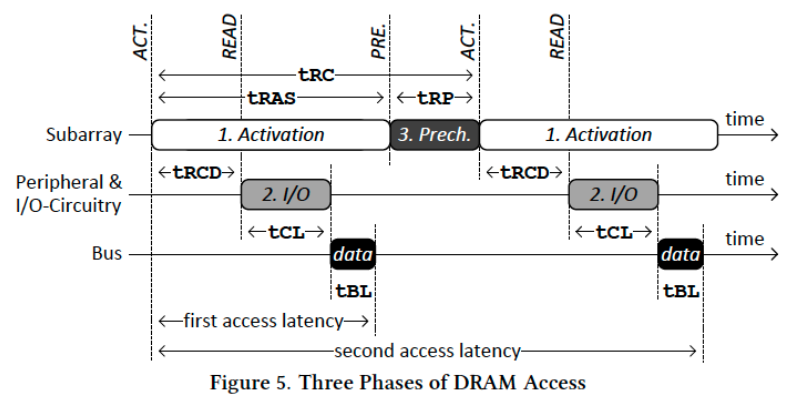 ACT.
READ
PRE.
ACT.
READ
tRC
tRAS
tRP
Subarray
1. Activation
3. Prech.
1. Activation
time
tRCD
tRCD
Peripheral &
I/O-Circuitry
2. I/O
2. I/O
time
tCL
tCL
Bus
data
data
time
tBL
tBL
first access latency
second access latency
Figure 5. Three Phases of DRAM Access